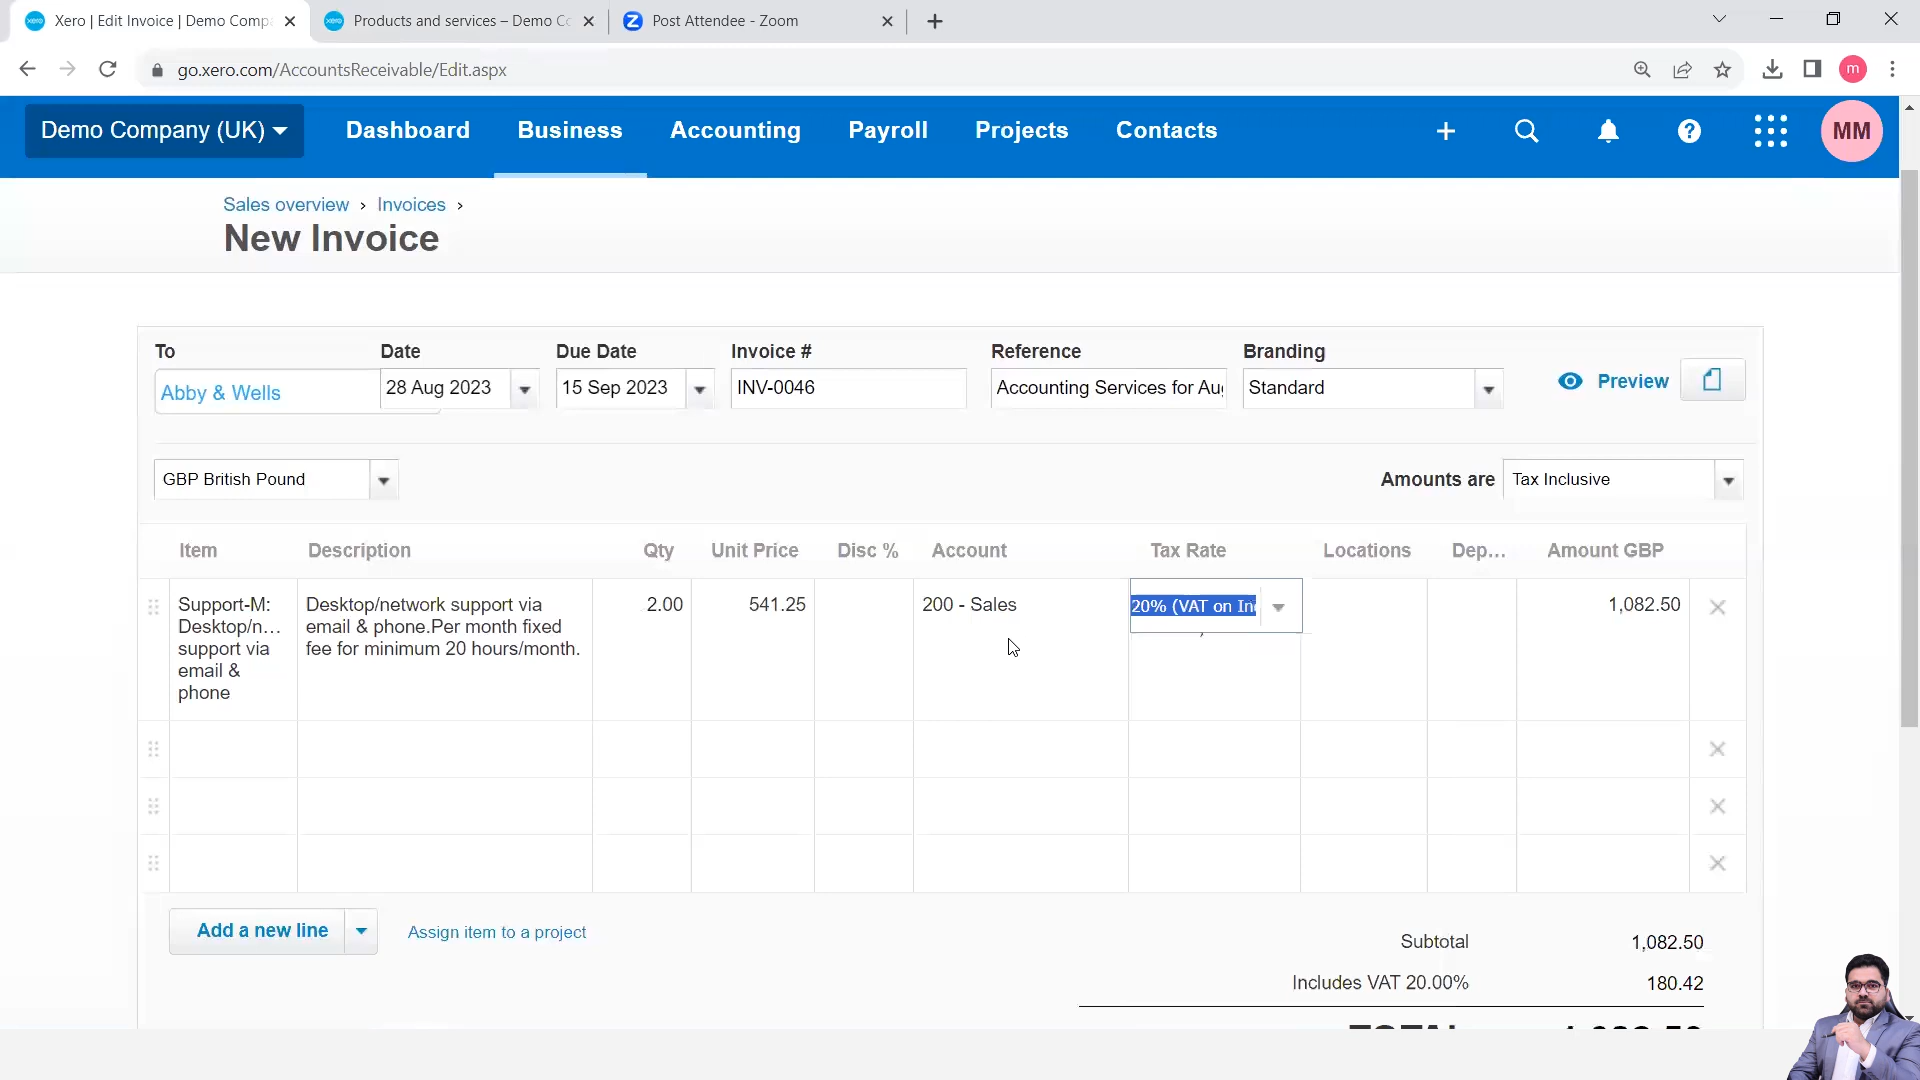 Xero | Edit Invoice | Demo Comp
Products and services – Demo Co
Post Attendee - Zoom
go.xero.com/AccountsReceivable/Edit.aspx
m
Demo Company (UK)
Dashboard
Business
Accounting
Payroll
Projects
Contacts
MM
Sales overview › Invoices ›
New Invoice
To
Date
Due Date
Invoice #
Reference
Branding
Abby & Wells
28 Aug 2023
15 Sep 2023
INV-0046
Accounting Services for Au
Standard
Preview
GBP British Pound
Amounts are
Tax Inclusive
Item
Description
Qty
Unit Price
Disc %
Account
Tax Rate
Locations
Dep...
Amount GBP
Support-M:
Desktop/n...
support via
email &
phone
Desktop/network support via
email & phone.Per month fixed
fee for minimum 20 hours/month.
2.00
541.25
200 - Sales
20% (VAT on In
1,082.50
Add a new line
Assign item to a project
Subtotal
1,082.50
Includes VAT 20.00%
180.42